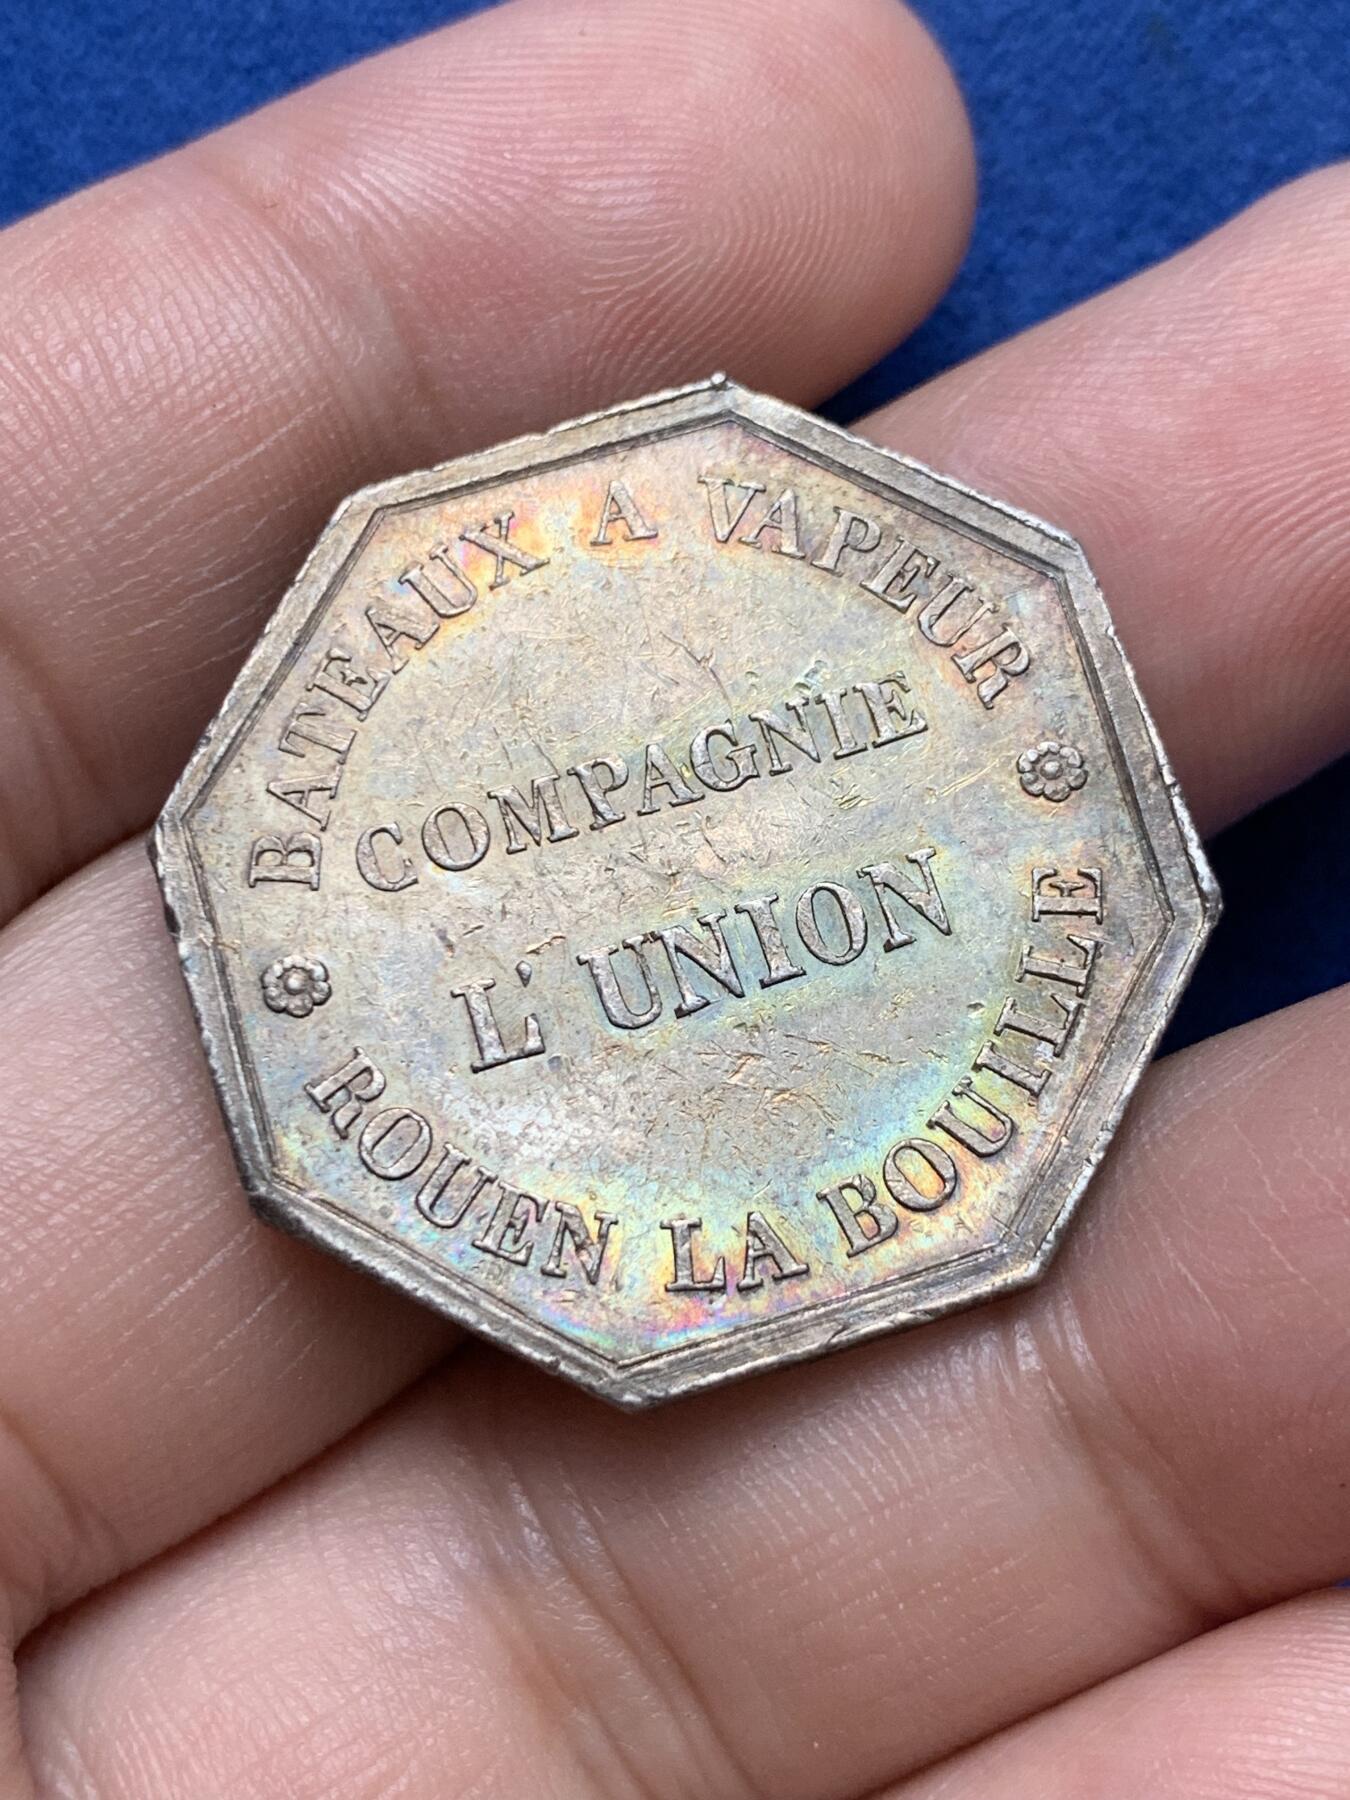 BATEAUX A VAPEUR
COMPAGNIE
L'UNION
ROUEN LA BOUILLE